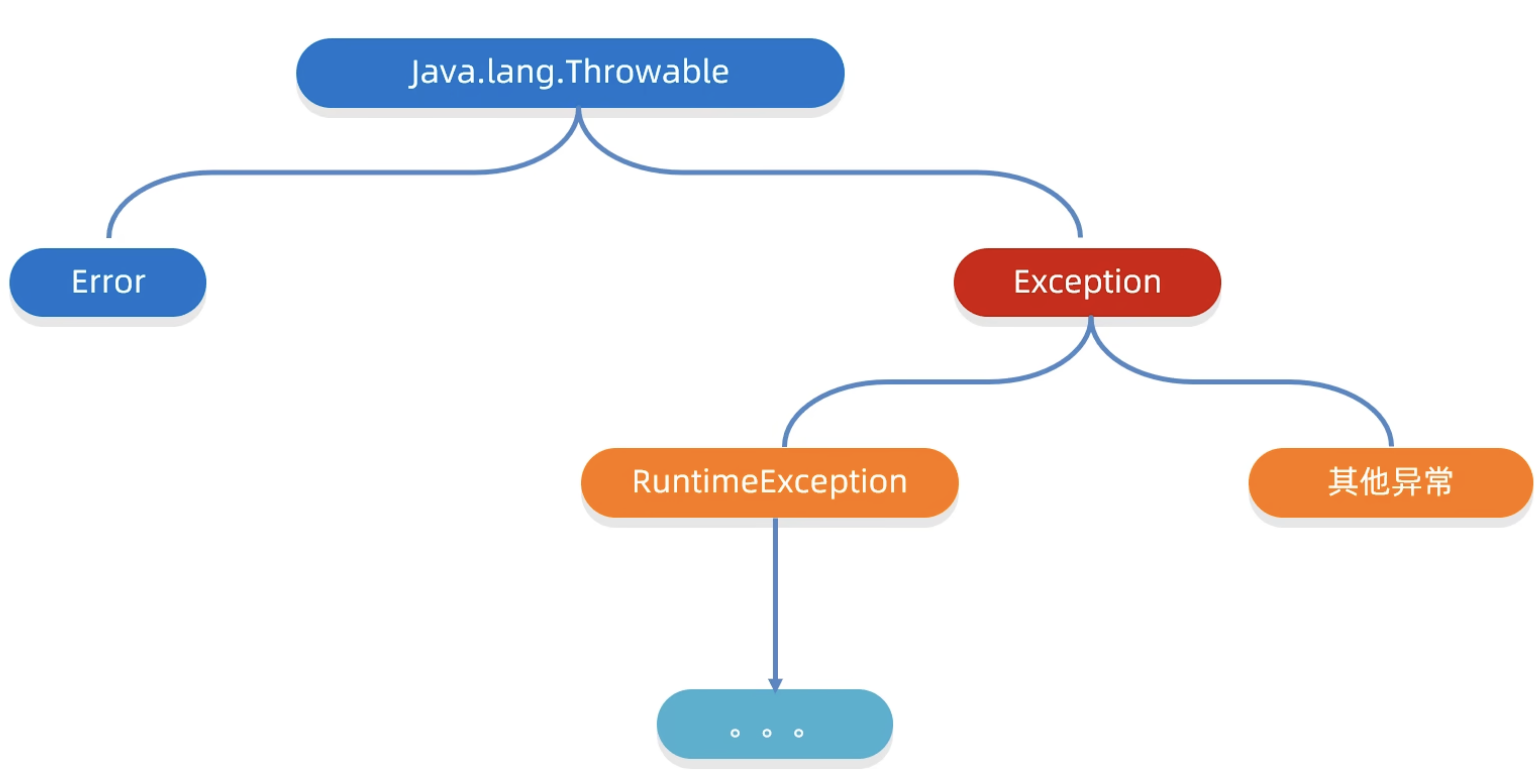 Java.lang.Throwable
Error
Exception
RuntimeException
其他异常
。。。